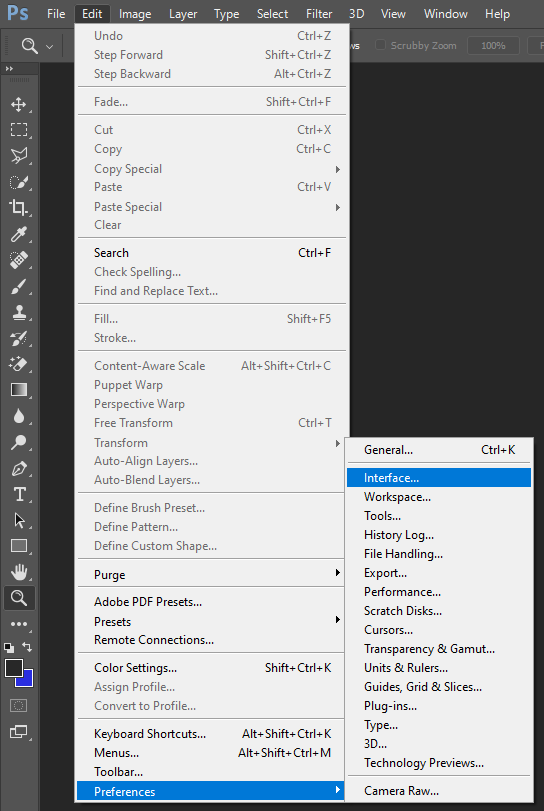 Ps File Edit Image Layer Type Select Filter 3D View Window Help
Scrubby Zoom 100%
Undo Ctrl+Z
Step Forward Shift+Ctrl+Z
Step Backward Alt+Ctrl+Z
Fade... Shift+Ctrl+F
Cut Ctrl+X
Copy Ctrl+C
Copy Special
Paste Ctrl+V
Paste Special
Clear
Search Ctrl+F
Check Spelling...
Find and Replace Text...
Fill... Shift+F5
Stroke...
Content-Aware Scale Alt+Shift+Ctrl+C
Puppet Warp
Perspective Warp
Free Transform Ctrl+T
Transform
Auto-Align Layers...
Auto-Blend Layers...
Define Brush Preset...
Define Pattern...
Define Custom Shape...
Purge
Adobe PDF Presets...
Presets
Remote Connections...
Color Settings... Shift+Ctrl+K
Assign Profile...
Convert to Profile...
Keyboard Shortcuts... Alt+Shift+Ctrl+K
Menus... Alt+Shift+Ctrl+M
Toolbar...
Preferences
General... Ctrl+K
Interface...
Workspace...
Tools...
History Log...
File Handling...
Export...
Performance...
Scratch Disks...
Cursors...
Transparency & Gamut...
Units & Rulers...
Guides, Grid & Slices...
Plug-ins...
Type...
3D...
Technology Previews...
Camera Raw...